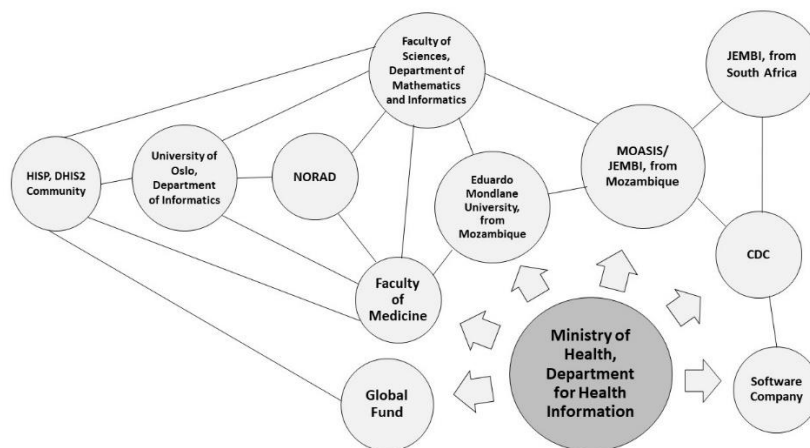 Faculty of
Sciences,
Department of
Mathematics
and Informatics
JEMBI, from
South Africa
HISP, DHIS2
Community
University of
Oslo,
Department
of Informatics
NORAD
Eduardo
Mondlane
University,
from
Mozambique
MOASIS/
JEMBI, from
Mozambique
CDC
Faculty
of
Medicine
Global
Fund
Ministry of
Health,
Department
for Health
Information
Software
Company